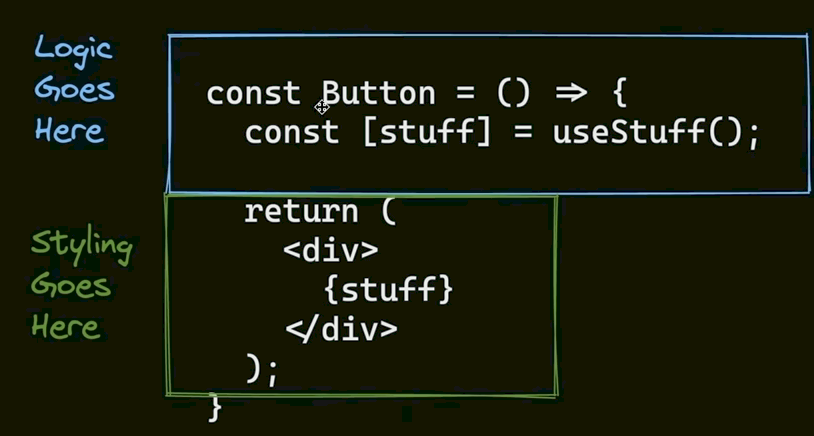 Logic
Goes
Here
const Button = () => {
const [stuff] = useStuff();
return (
<div>
{stuff}
</div>
);
}
Styling
Goes
Here